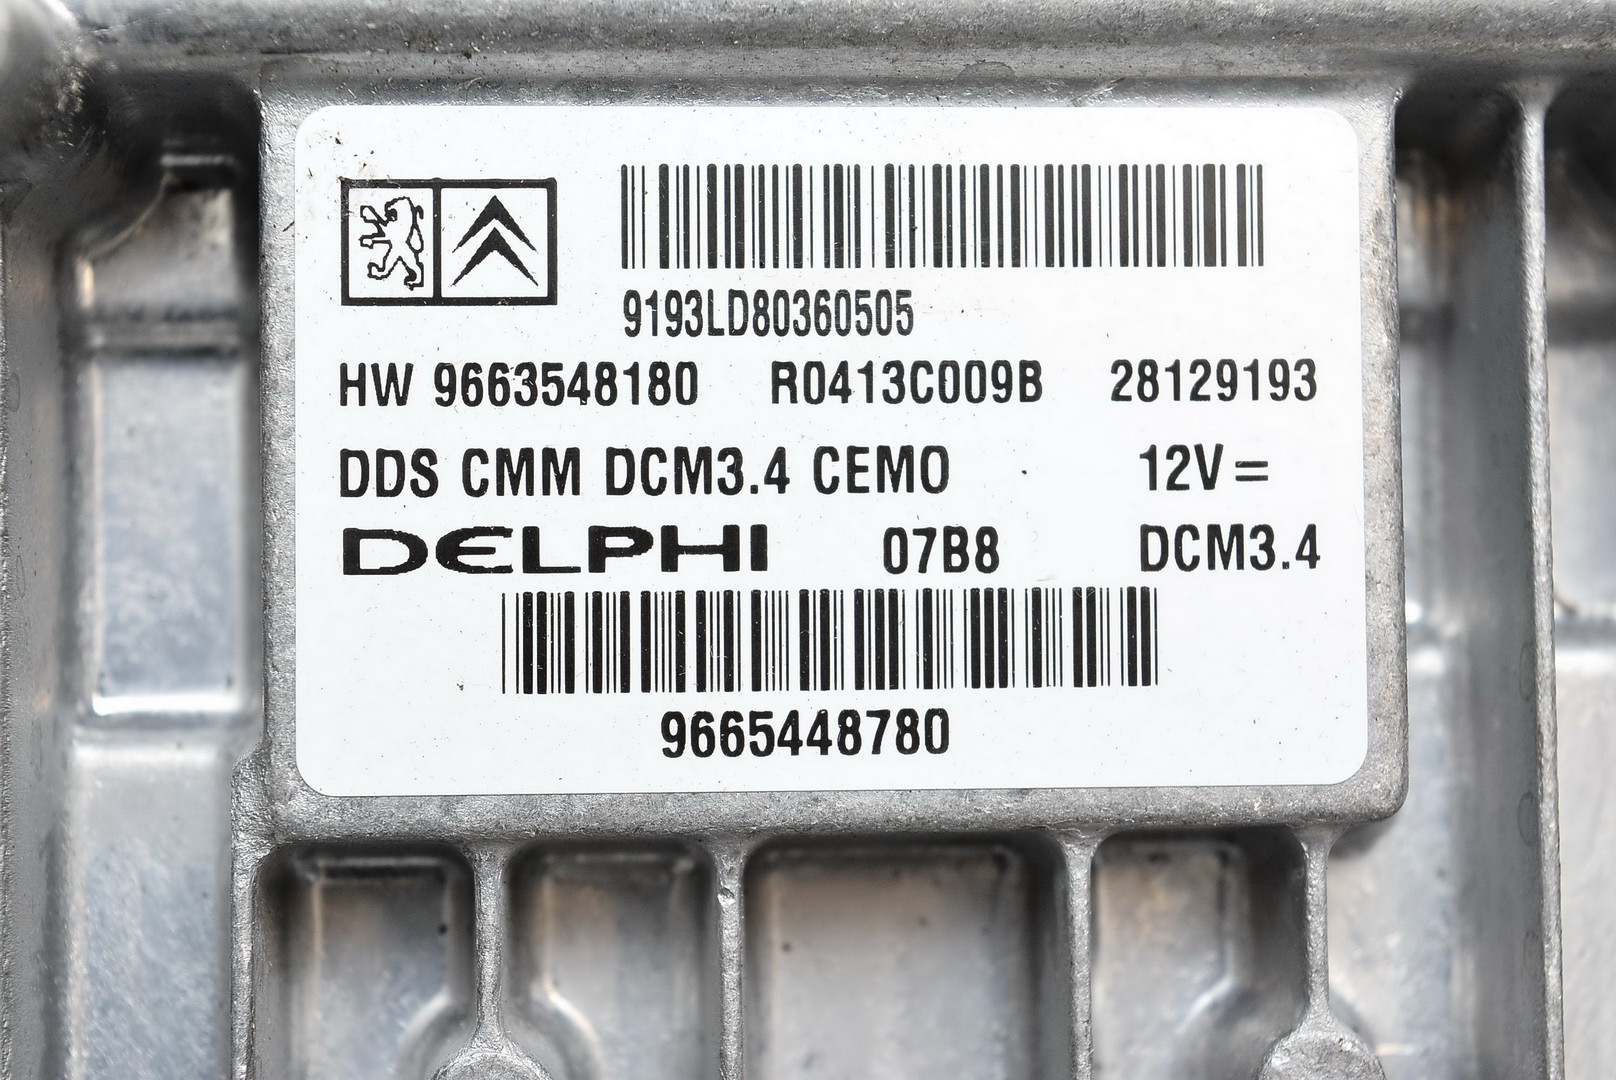 9193LD80360505
HW 9663548180 R0413C009B 28129193
DDS CMM DCM3.4 CEMO 12V=
DELPHI 07B8 DCM3.4
9665448780